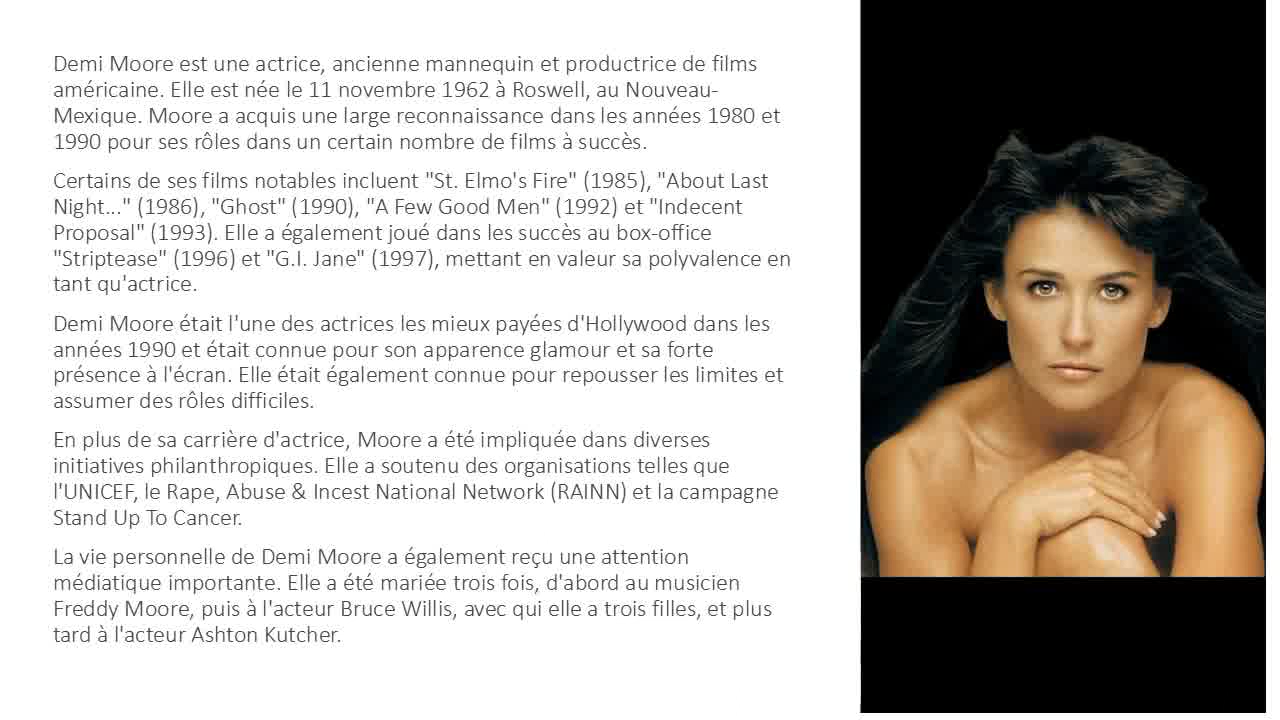 Demi Moore est une actrice, ancienne mannequin et productrice de films
américaine. Elle est née le 11 novembre 1962 à Roswell, au Nouveau-
Mexique. Moore a acquis une large reconnaissance dans les années 1980 et
1990 pour ses rôles dans un certain nombre de films à succès.
Certains de ses films notables incluent "St. Elmo's Fire" (1985), "About Last
Night..." (1986), "Ghost" (1990), "A Few Good Men" (1992) et "Indecent
Proposal" (1993). Elle a également joué dans les succès au box-office
"Striptease" (1996) et "G.I. Jane" (1997), mettant en valeur sa polyvalence en
tant qu'actrice.
Demi Moore était l'une des actrices les mieux payées d'Hollywood dans les
années 1990 et était connue pour son apparence glamour et sa forte
présence à l'écran. Elle était également connue pour repousser les limites et
assumer des rôles difficiles.
En plus de sa carrière d'actrice, Moore a été impliquée dans diverses
initiatives philanthropiques. Elle a soutenu des organisations telles que
l'UNICEF, le Rape, Abuse & Incest National Network (RAINN) et la campagne
Stand Up To Cancer.
La vie personnelle de Demi Moore a également reçu une attention
médiatique importante. Elle a été mariée trois fois, d'abord au musicien
Freddy Moore, puis à l'acteur Bruce Willis, avec qui elle a trois filles, et plus
tard à l'acteur Ashton Kutcher.